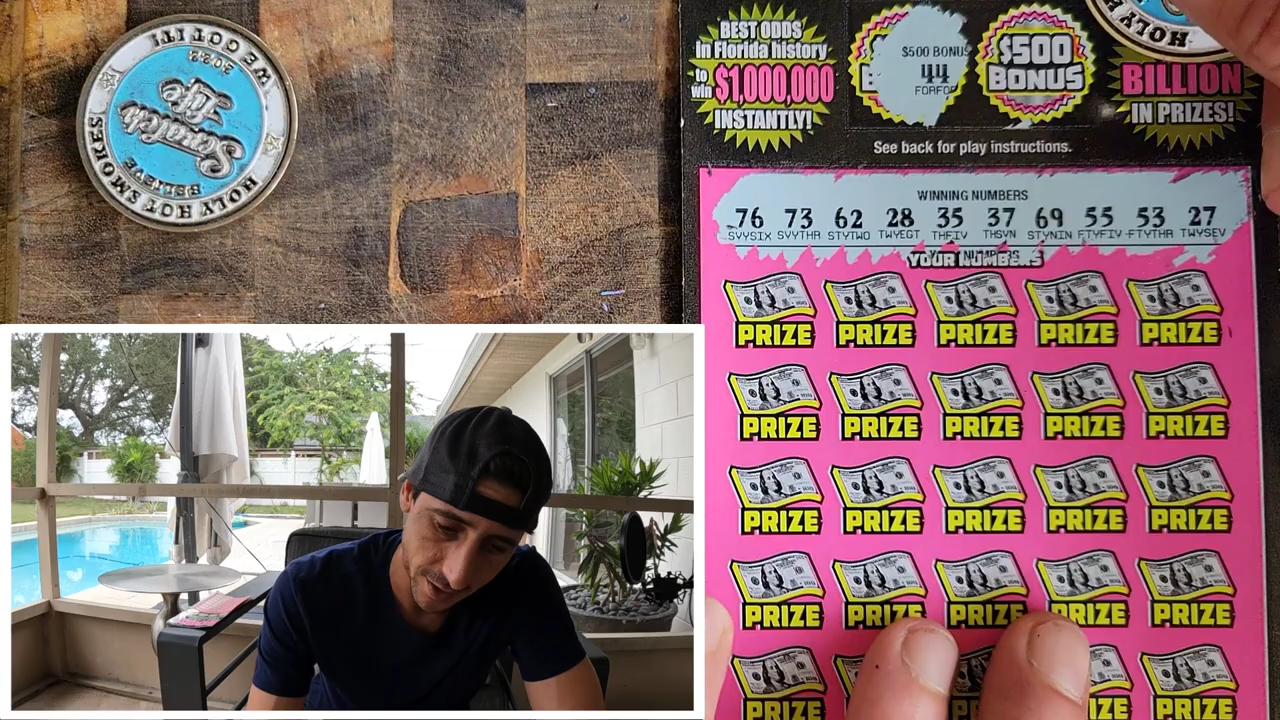 WE GOT IT!
2022
Scratch
Life
BELIEVE
HOLY HOT SMOKES
BEST ODDS
in Florida history
to
win $1,000,000
INSTANTLY!
$500 BONUS
44
FORFOR
$500
BONUS
BILLION
IN PRIZES!
HOLY H
See back for play instructions.
WINNING NUMBERS
76 73 62 28 35 37 69 55 53 27
SVYSIX SVYTHR STYTWO TWYEGT THFIV THSVN STYNIN FTYFIV FTYTHR TWYSEV
YOUR NUMBERS
PRIZE PRIZE PRIZE PRIZE PRIZE
PRIZE PRIZE PRIZE PRIZE PRIZE
PRIZE PRIZE PRIZE PRIZE PRIZE
PRIZE PRIZE PRIZE PRIZE PRIZE
PRIZE PRIZE PRIZE